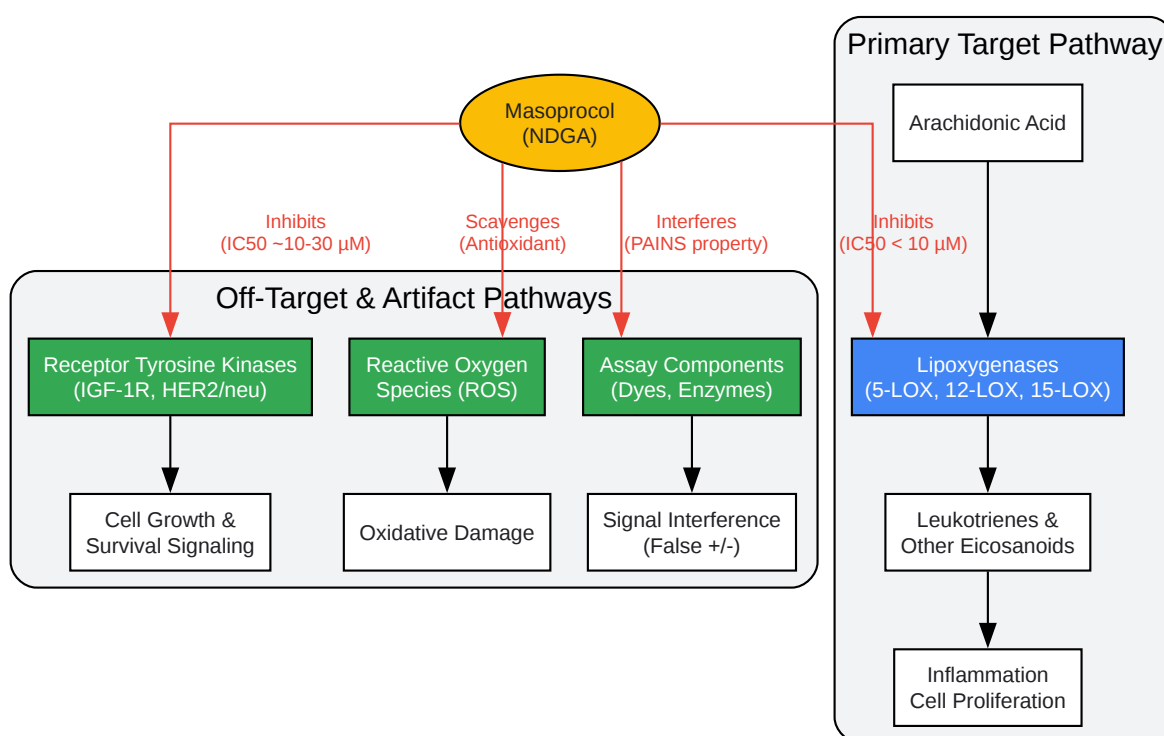 Primary Target Pathway
Masoprocol
(NDGA)
Arachidonic Acid
Inhibits
(IC50 ~10-30 µM)
Scavenges
(Antioxidant)
Interferes
(PAINS property)
Inhibits
(IC50 < 10 µM)
Off-Target & Artifact Pathways
Receptor Tyrosine Kinases
(IGF-1R, HER2/neu)
Reactive Oxygen
Species (ROS)
Assay Components
(Dyes, Enzymes)
Lipoxygenases
(5-LOX, 12-LOX, 15-LOX)
Cell Growth &
Survival Signaling
Oxidative Damage
Signal Interference
(False +/-)
Leukotrienes &
Other Eicosanoids
Inflammation
Cell Proliferation